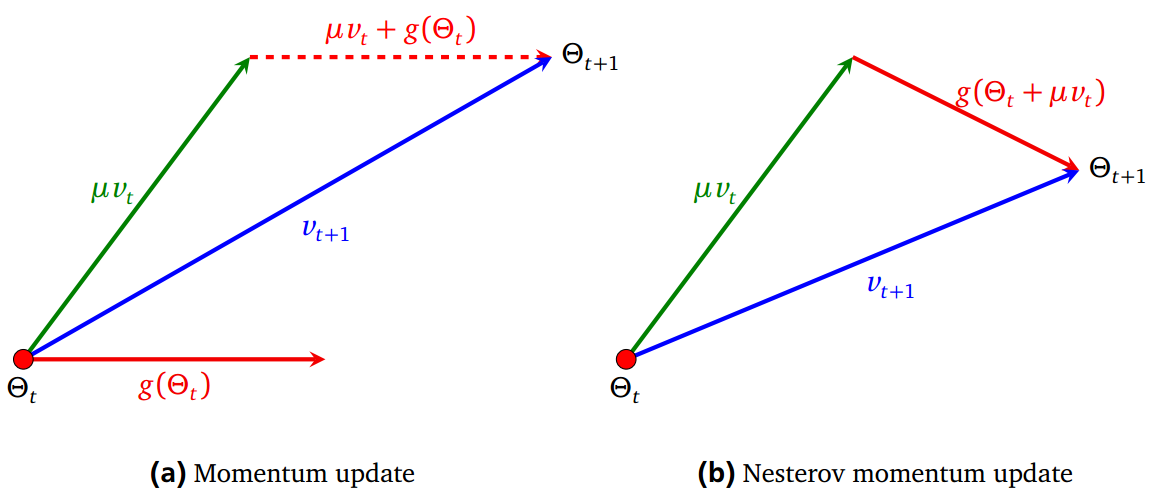 μv_t + g(Θ_t)
Θ_{t+1}
μv_t
v_{t+1}
Θ_t
g(Θ_t)
(a) Momentum update
g(Θ_t + μv_t)
Θ_{t+1}
μv_t
v_{t+1}
Θ_t
(b) Nesterov momentum update